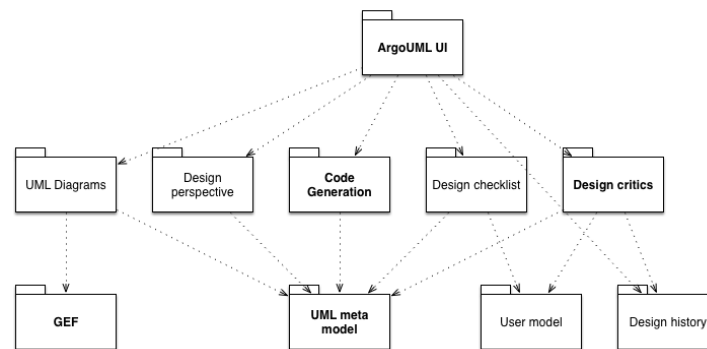 ArgoUML UI
UML Diagrams
Design
perspective
Code
Generation
Design checklist
Design critics
GEF
UML meta
model
User model
Design history